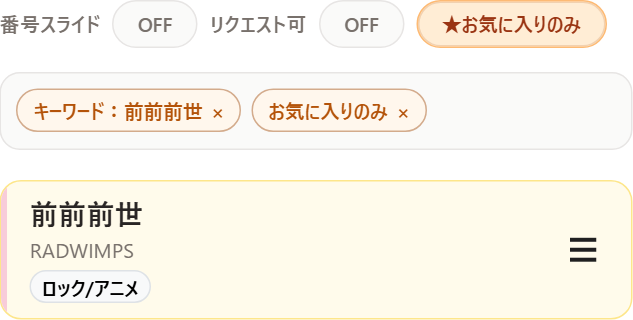 番号スライド OFF リクエスト可 OFF ★お気に入りのみ
キーワード：前前前世 × お気に入りのみ ×
前前前世
RADWIMPS
ロック/アニメ